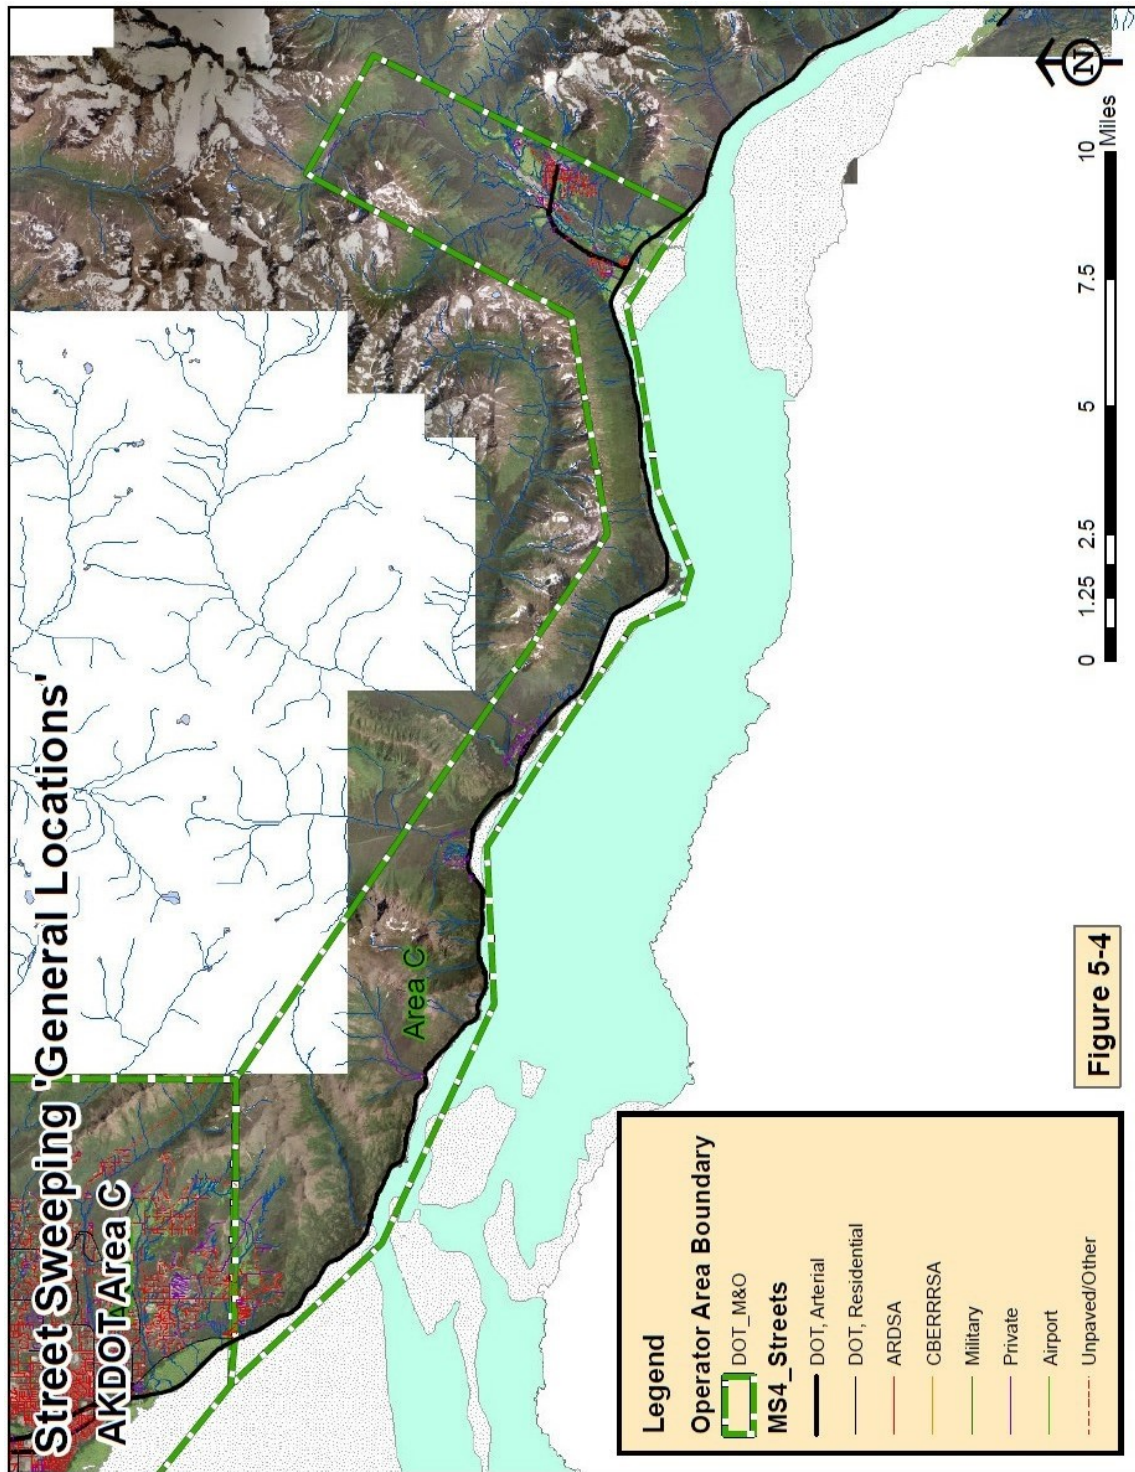 Street Sweeping 'General Locations'
AKDOT Area C
Area C
Legend
Operator Area Boundary
DOT_M&O
MS4_Streets
DOT, Arterial
DOT, Residential
ARDSA
CBERRRSA
Military
Private
Airport
Unpaved/Other
Figure 5-4
0 1.25 2.5 5 7.5 10
Miles
N